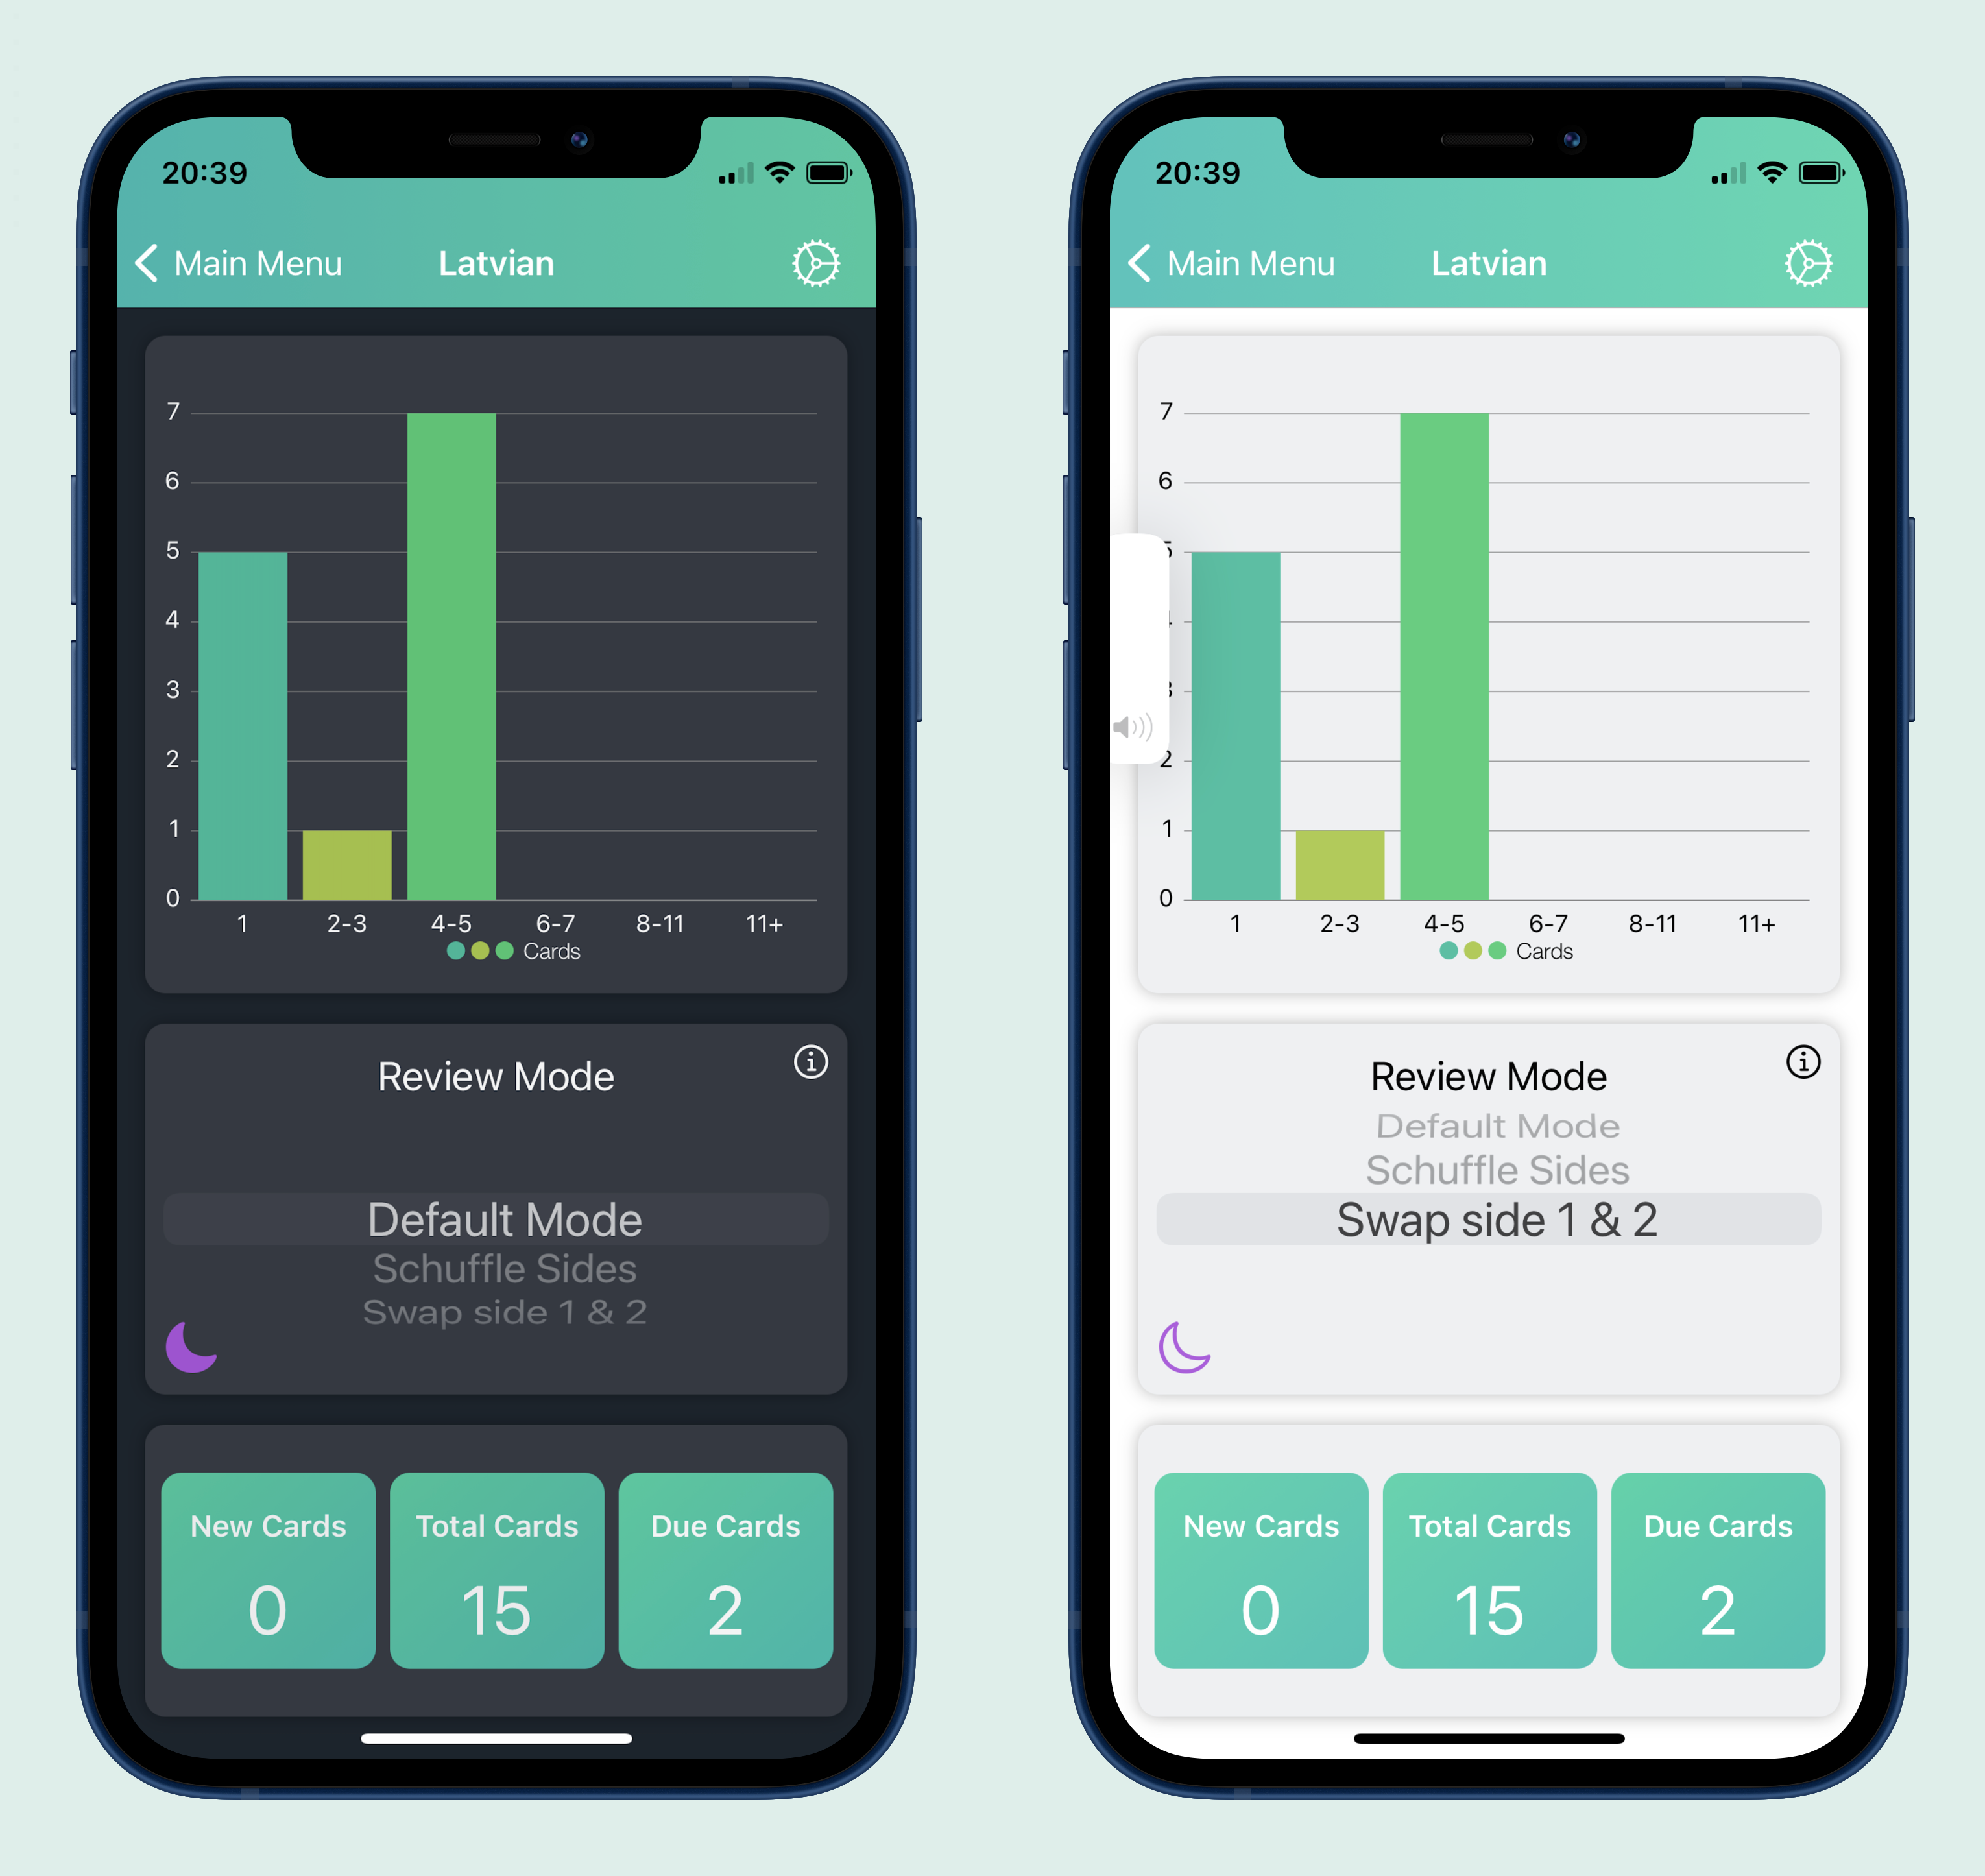 20:39
Main Menu Latvian
7
6
5
4
3
2
1
0
1 2-3 4-5 6-7 8-11 11+
Cards
Review Mode
Default Mode
Schuffle Sides
Swap side 1 & 2
New Cards Total Cards Due Cards
0 15 2
20:39
Main Menu Latvian
7
6
5
2
1
0
1 2-3 4-5 6-7 8-11 11+
Cards
Review Mode
Default Mode
Schuffle Sides
Swap side 1 & 2
New Cards Total Cards Due Cards
0 15 2